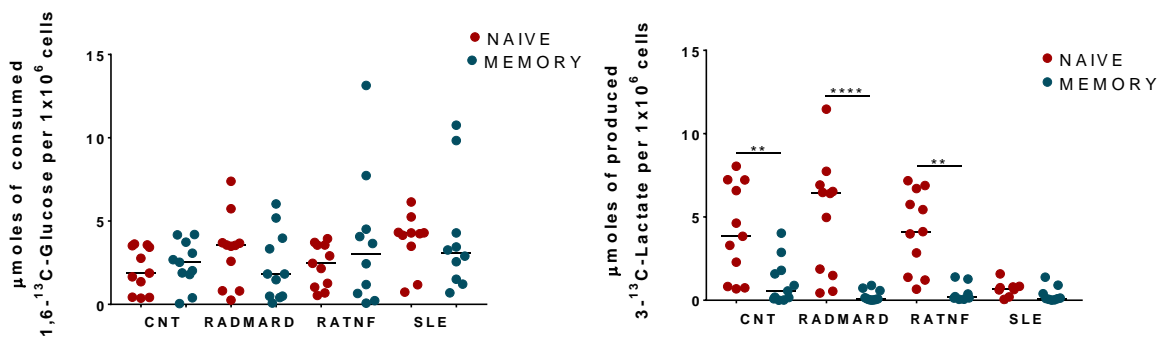 μmoles of consumed
1,6-¹³C-Glucose per 1x10⁶ cells
15
10
5
0
NAIVE
MEMORY
CNT RADMARD RATNF SLE
μmoles of produced
3-¹³C-Lactate per 1x10⁶ cells
15
10
5
0
NAIVE
MEMORY
**
****
**
CNT RADMARD RATNF SLE